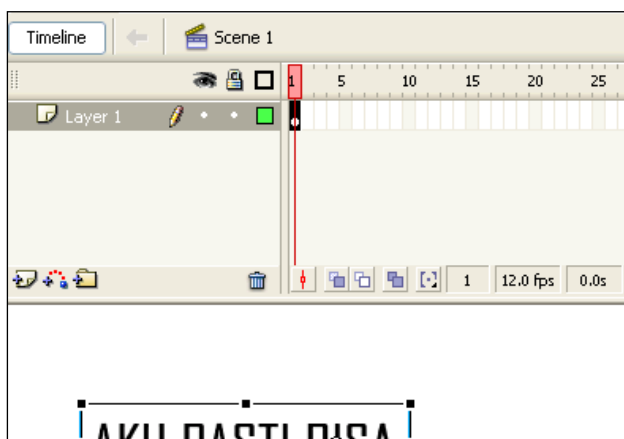 Timeline Scene 1
1 5 10 15 20 25
Layer 1
1 12.0 fps 0.0s
AKU PASTI BISA